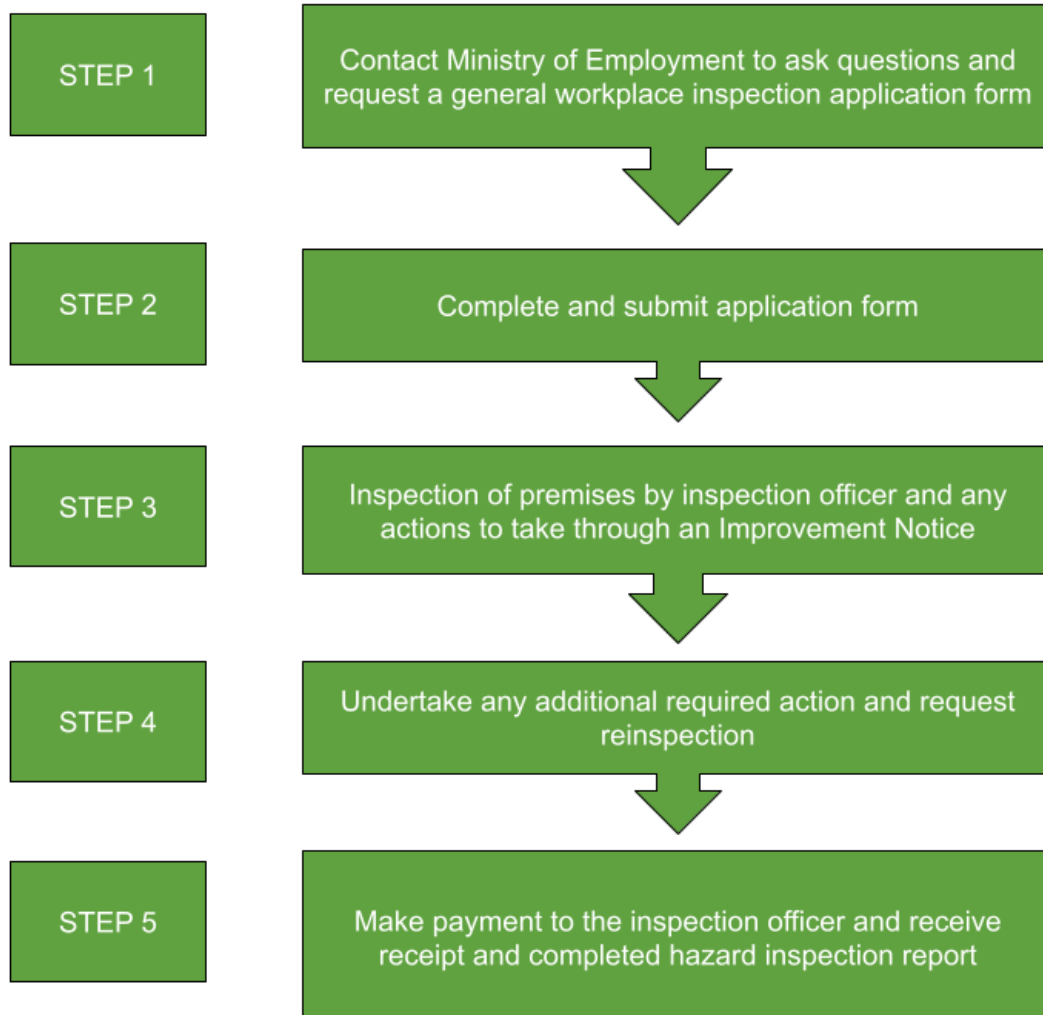 STEP 1
Contact Ministry of Employment to ask questions and
request a general workplace inspection application form
STEP 2
Complete and submit application form
STEP 3
Inspection of premises by inspection officer and any
actions to take through an Improvement Notice
STEP 4
Undertake any additional required action and request
reinspection
STEP 5
Make payment to the inspection officer and receive
receipt and completed hazard inspection report